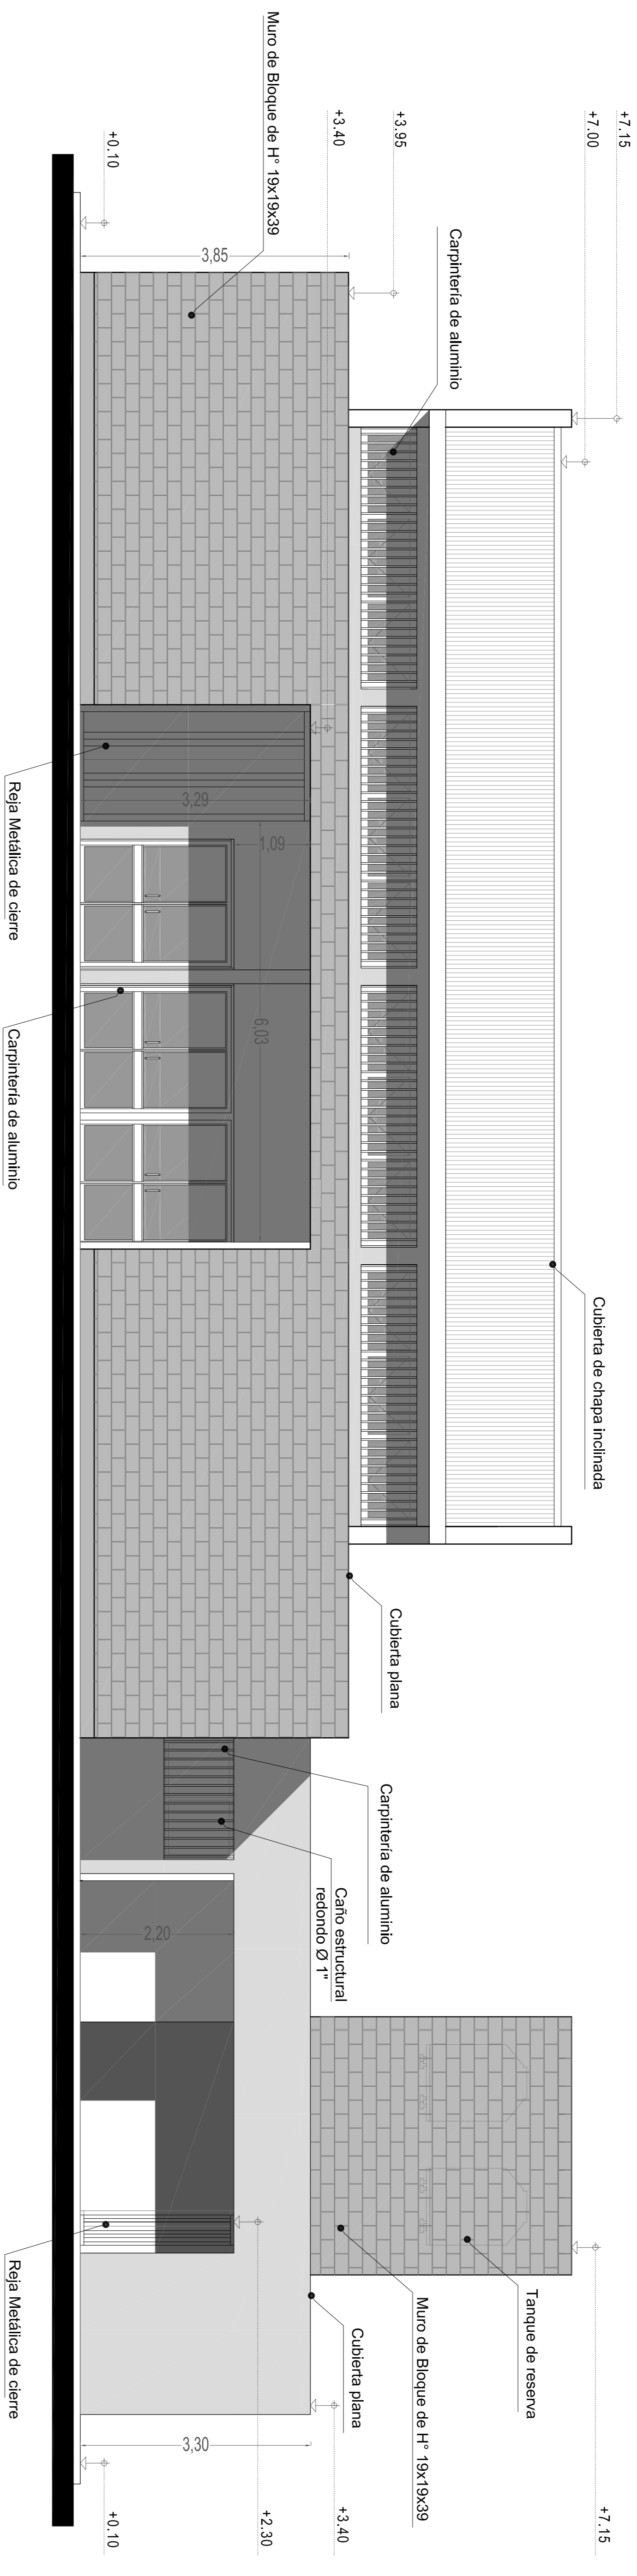 +7.15
+7.00
+3.95
+3.40
+0.10
Muro de Bloque de H° 19x19x39
Carpintería de aluminio
3,85
Reja Metálica de cierre
3,29
1,09
6,03
Carpintería de aluminio
Cubierta de chapa inclinada
Cubierta plana
Carpintería de aluminio
Caño estructural
redondo Ø 1"
2,20
Tanque de reserva
Muro de Bloque de H° 19x19x39
Cubierta plana
Reja Metálica de cierre
3,30
+7.15
+3.40
+2.30
+0.10